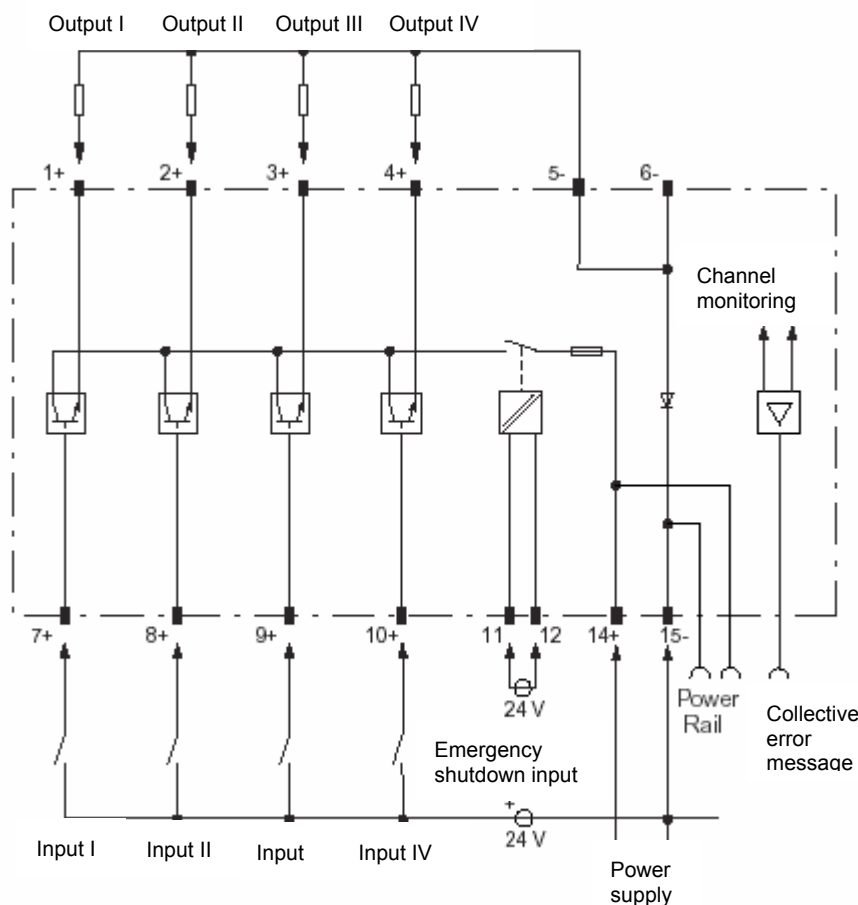 Output I
Output II
Output III
Output IV
1+
2+
3+
4+
5-
6-
Channel
monitoring
7+
8+
9+
10+
11
12
14+
15-
24 V
Power
Rail
Collective
error
message
Emergency
shutdown input
+
24 V
Input I
Input II
Input
Input IV
Power
supply